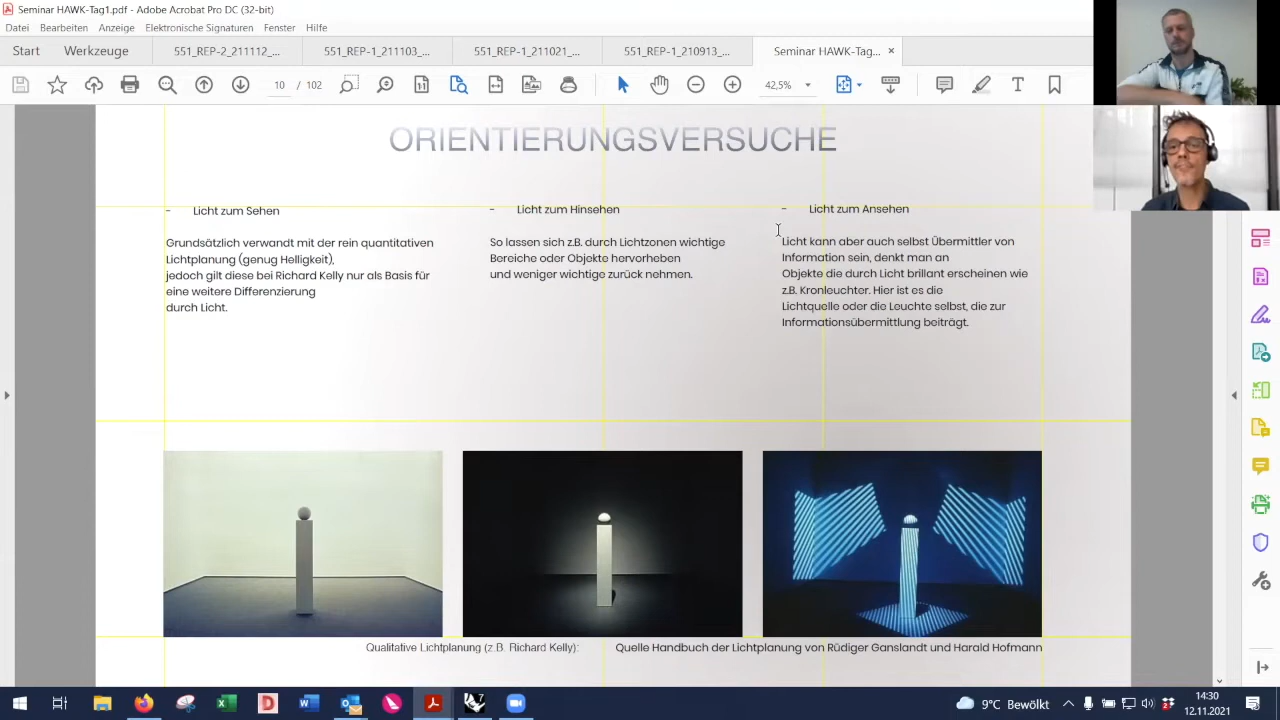 Seminar HAWK-Tag1.pdf - Adobe Acrobat Pro DC (32-bit)
Datei Bearbeiten Anzeige Elektronische Signaturen Fenster Hilfe
Start Werkzeuge 551_REP-2_211112_... 551_REP-1_211103_... 551_REP-1_211021_... 551_REP-1_210913_... Seminar HAWK-Tag... ×
10 / 102 42,5%
ORIENTIERUNGSVERSUCHE
- Licht zum Sehen
Grundsätzlich verwandt mit der rein quantitativen
Lichtplanung (genug Helligkeit),
jedoch gilt diese bei Richard Kelly nur als Basis für
eine weitere Differenzierung
durch Licht.
- Licht zum Hinsehen
So lassen sich z.B. durch Lichtzonen wichtige
Bereiche oder Objekte hervorheben
und weniger wichtige zurück nehmen.
- Licht zum Ansehen
Licht kann aber auch selbst Übermittler von
Information sein, denkt man an
Objekte die durch Licht brillant erscheinen wie
z.B. Kronleuchter. Hier ist es die
Lichtquelle oder die Leuchte selbst, die zur
Informationsübermittlung beiträgt.
Qualitative Lichtplanung (z.B. Richard Kelly): Quelle Handbuch der Lichtplanung von Rüdiger Ganslandt und Harald Hofmann
9°C Bewölkt
14:30
12.11.2021